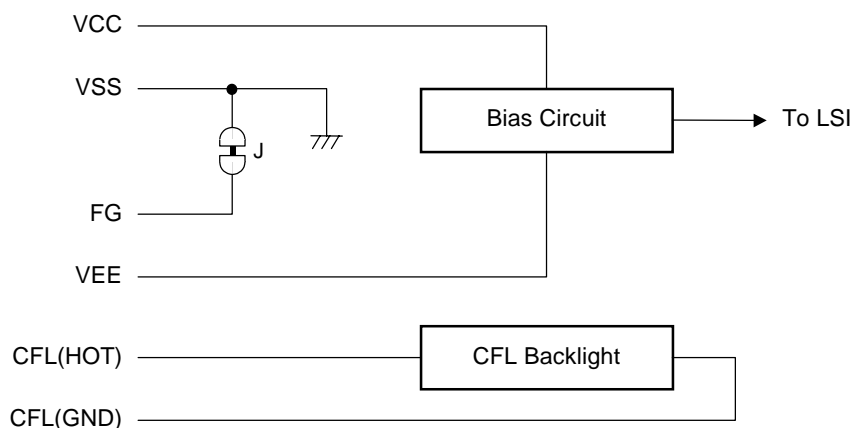 VCC
VSS
Bias Circuit
To LSI
J
FG
VEE
CFL(HOT)
CFL Backlight
CFL(GND)